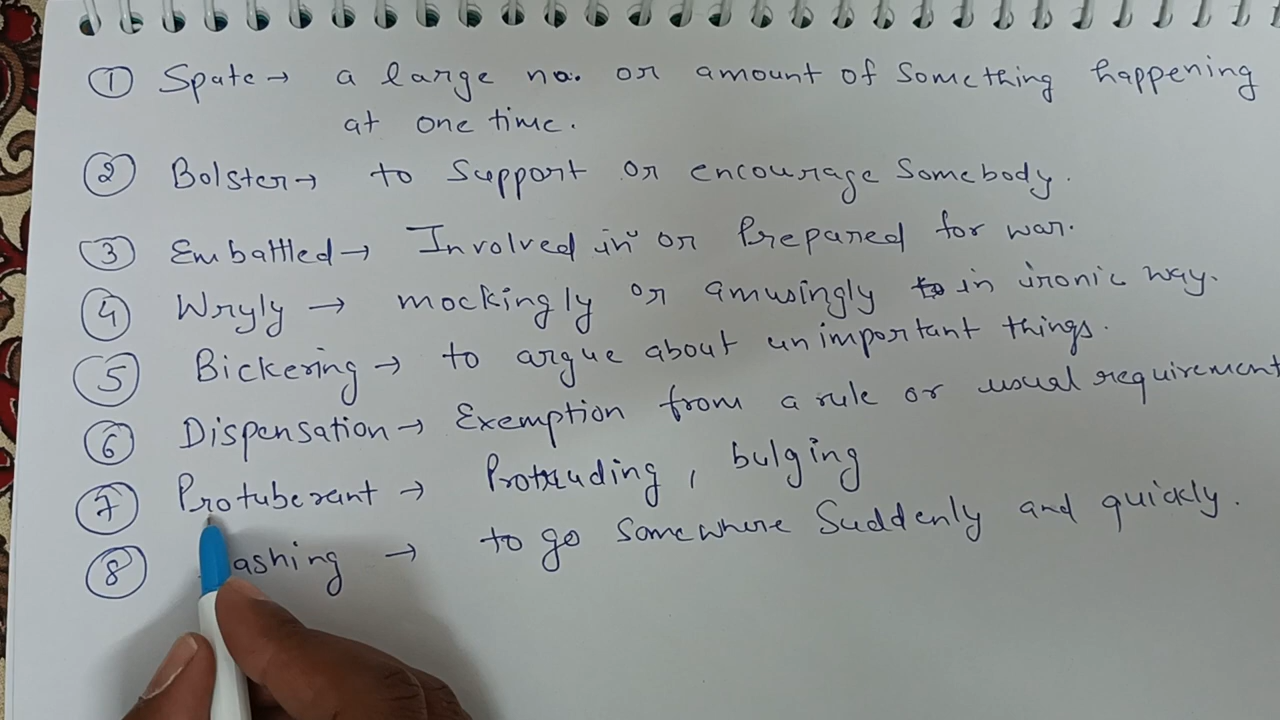 ① Spate → a large no. or amount of something happening
at one time.
② Bolster → to support or encourage somebody.
③ Embattled → Involved in or Prepared for war.
④ Wryly → mockingly or amusingly in ironic way.
⑤ Bickering → to argue about unimportant things.
⑥ Dispensation → Exemption from a rule or usual requirement
⑦ Protuberant → Protruding, bulging
⑧ ashing → to go somewhere suddenly and quickly.